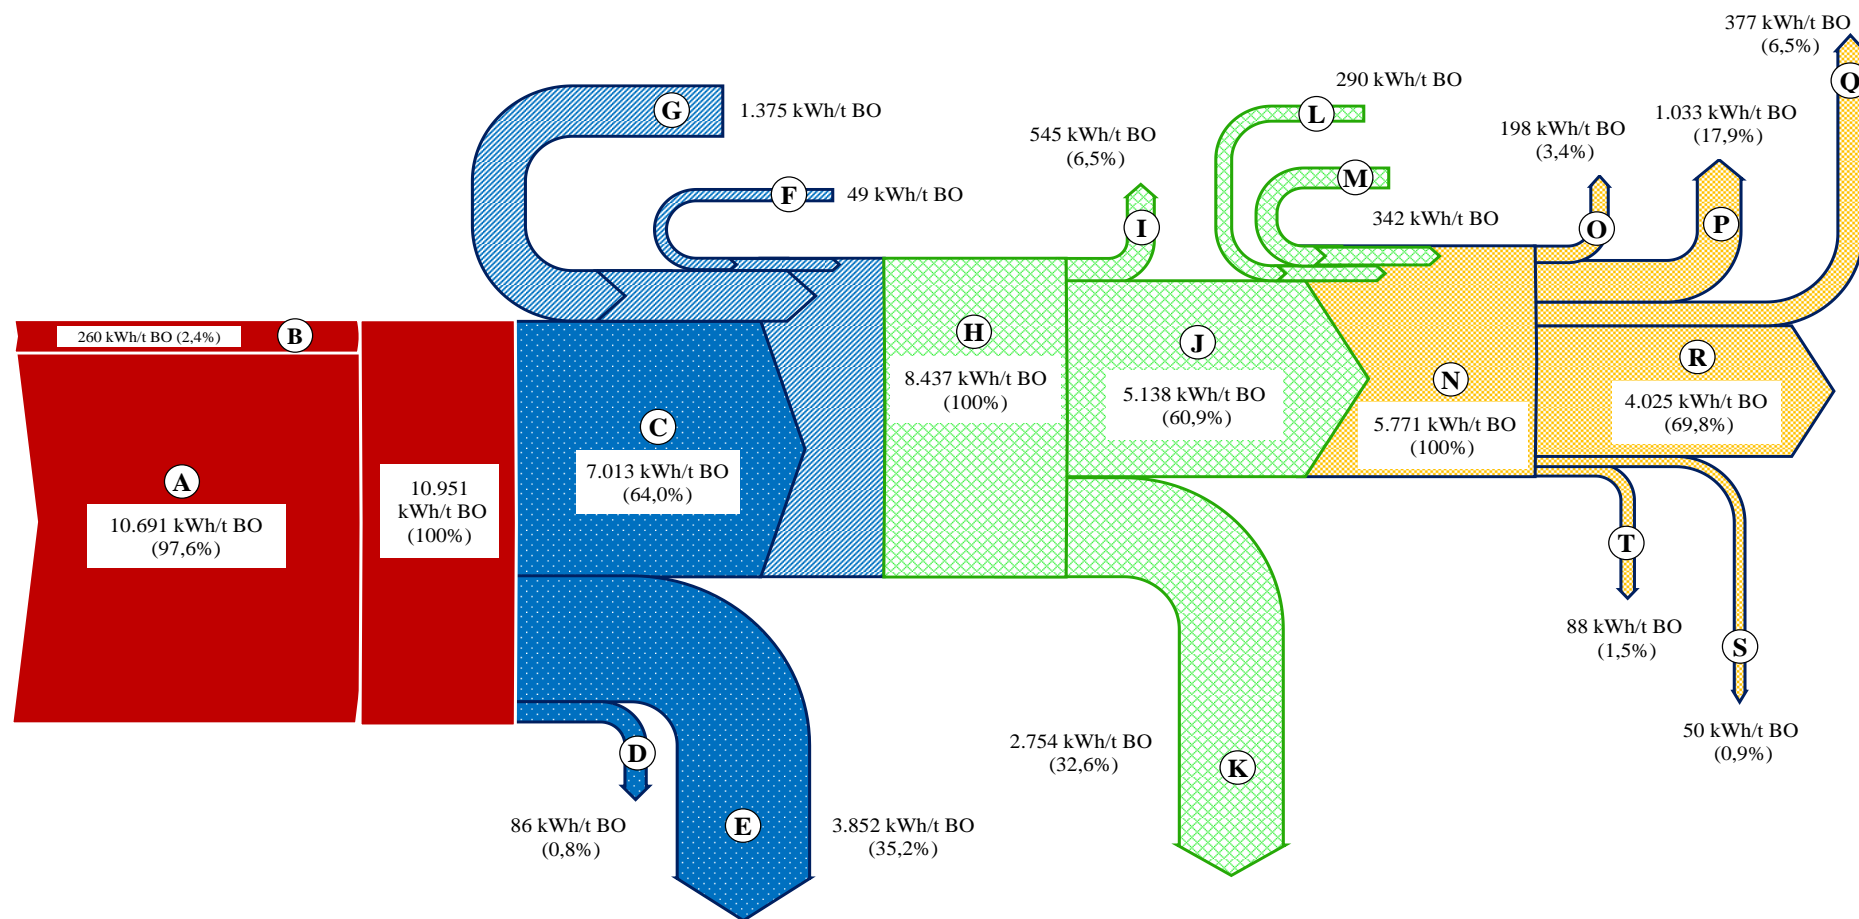 377 kWh/t BO
(6,5%)
Q
G
1.375 kWh/t BO
290 kWh/t BO
L
1.033 kWh/t BO
(17,9%)
545 kWh/t BO
(6,5%)
198 kWh/t BO
(3,4%)
F
49 kWh/t BO
M
342 kWh/t BO
I
O
P
260 kWh/t BO (2,4%)
B
H
8.437 kWh/t BO
(100%)
J
5.138 kWh/t BO
(60,9%)
N
5.771 kWh/t BO
(100%)
R
4.025 kWh/t BO
(69,8%)
C
7.013 kWh/t BO
(64,0%)
A
10.691 kWh/t BO
(97,6%)
10.951
kWh/t BO
(100%)
T
88 kWh/t BO
(1,5%)
S
50 kWh/t BO
(0,9%)
D
86 kWh/t BO
(0,8%)
E
3.852 kWh/t BO
(35,2%)
2.754 kWh/t BO
(32,6%)
K